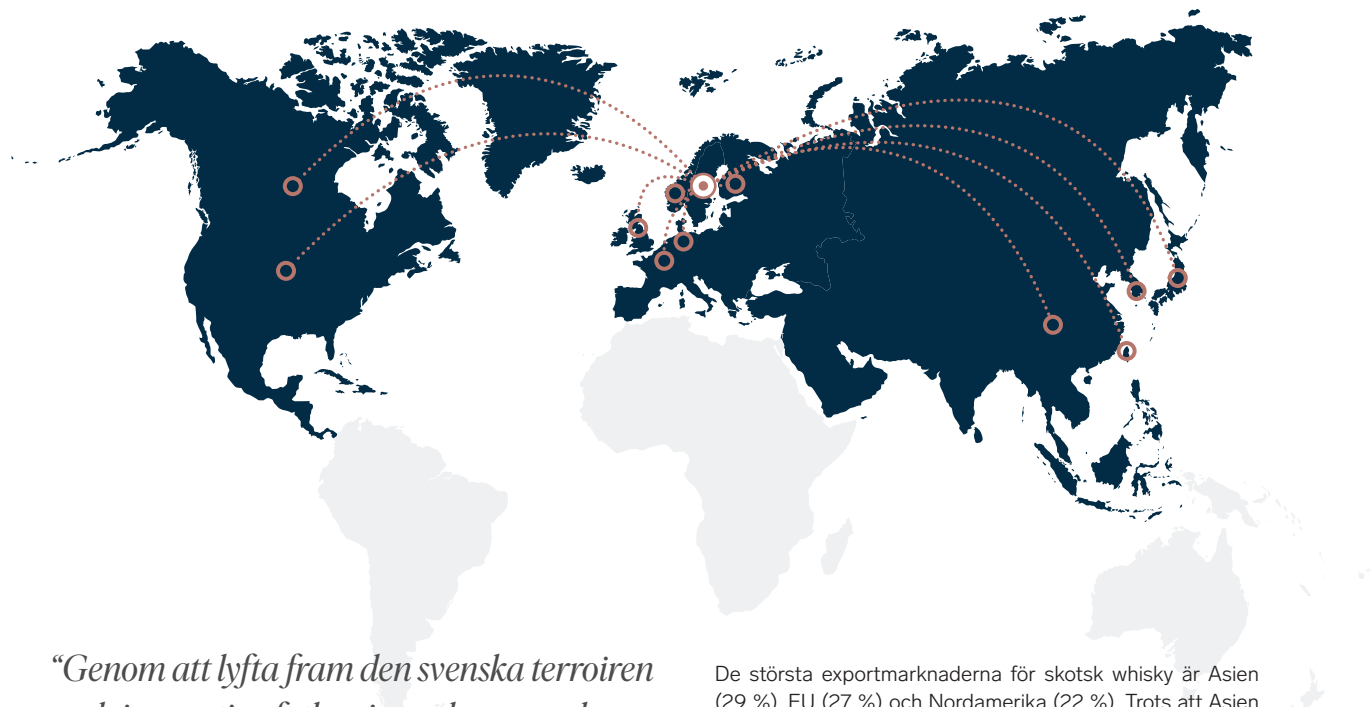 “Genom att lyfta fram den svenska terroiren
De största exportmarknaderna för skotsk whisky är Asien
(29 %), EU (27 %) och Nordamerika (22 %). Trots att Asien